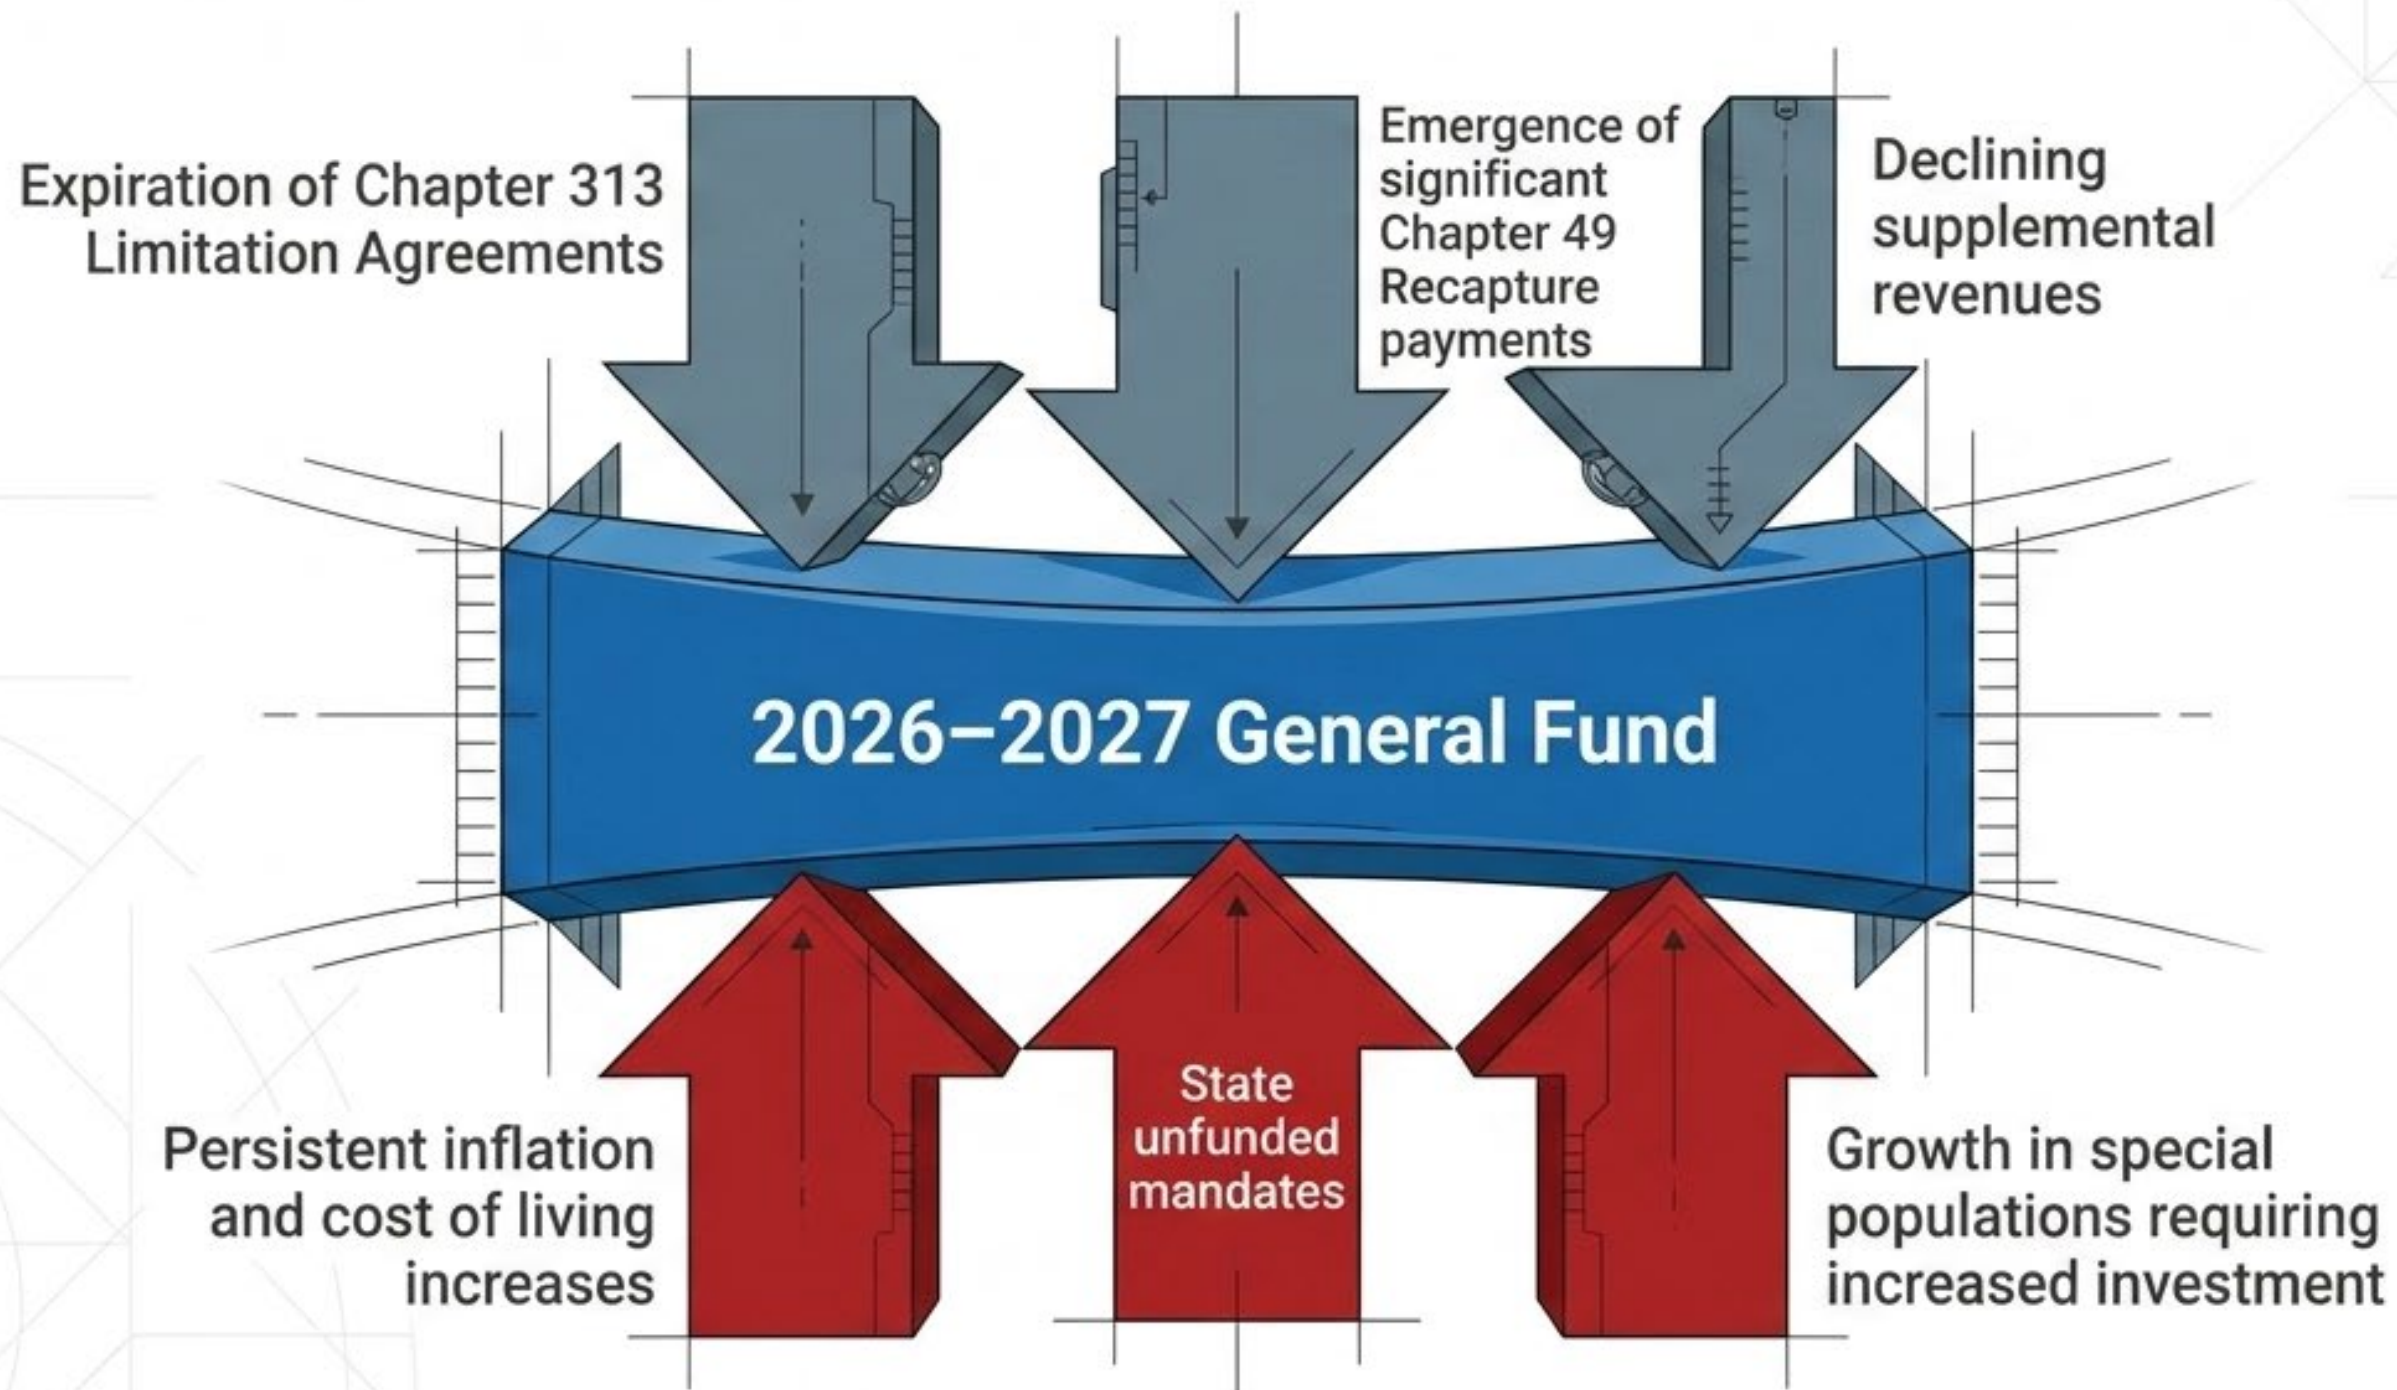 Expiration of Chapter 313
Limitation Agreements
Emergence of
significant
Chapter 49
Recapture
payments
Declining
supplemental
revenues
2026–2027 General Fund
Persistent inflation
and cost of living
increases
State
unfunded
mandates
Growth in special
populations requiring
increased investment